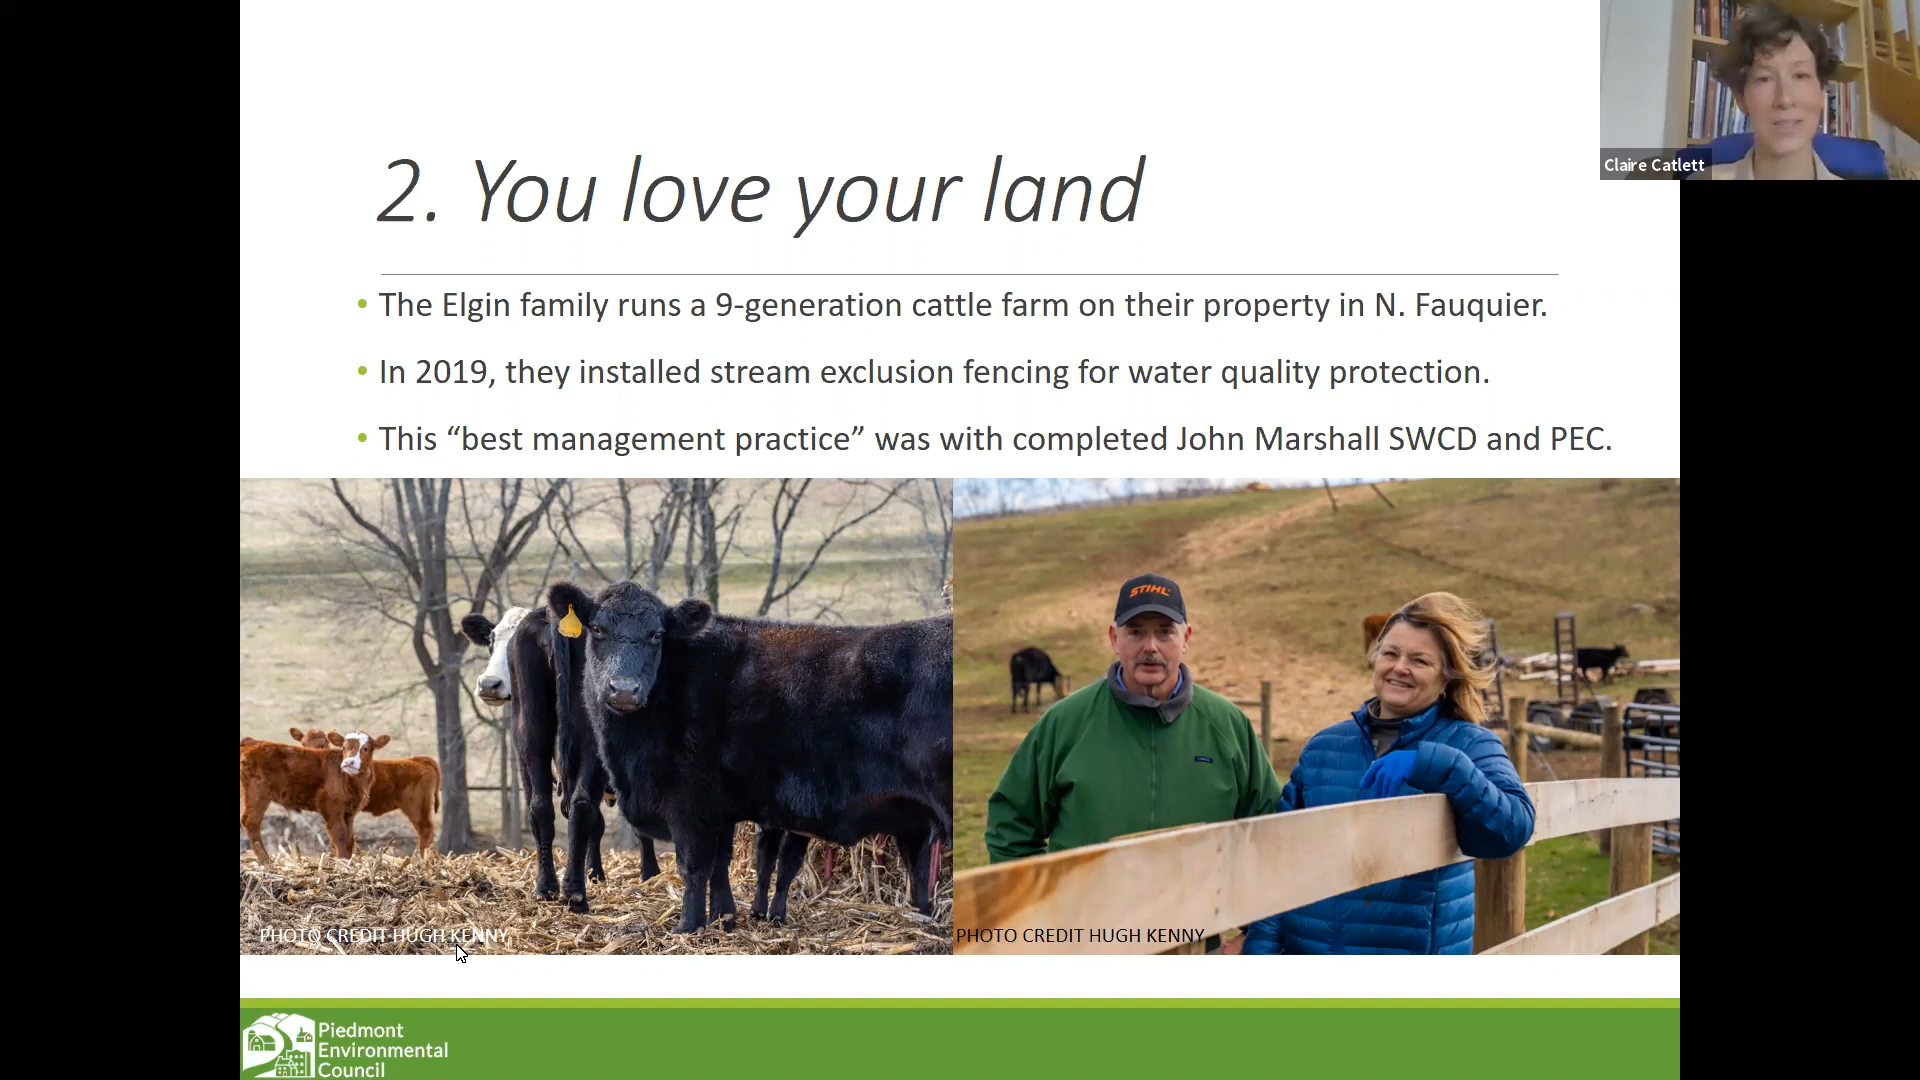 Claire Catlett
2. You love your land
• The Elgin family runs a 9-generation cattle farm on their property in N. Fauquier.
• In 2019, they installed stream exclusion fencing for water quality protection.
• This “best management practice” was with completed John Marshall SWCD and PEC.
STIHL
PHOTO CREDIT HUGH KENNY
PHOTO CREDIT HUGH KENNY
Piedmont
Environmental
Council